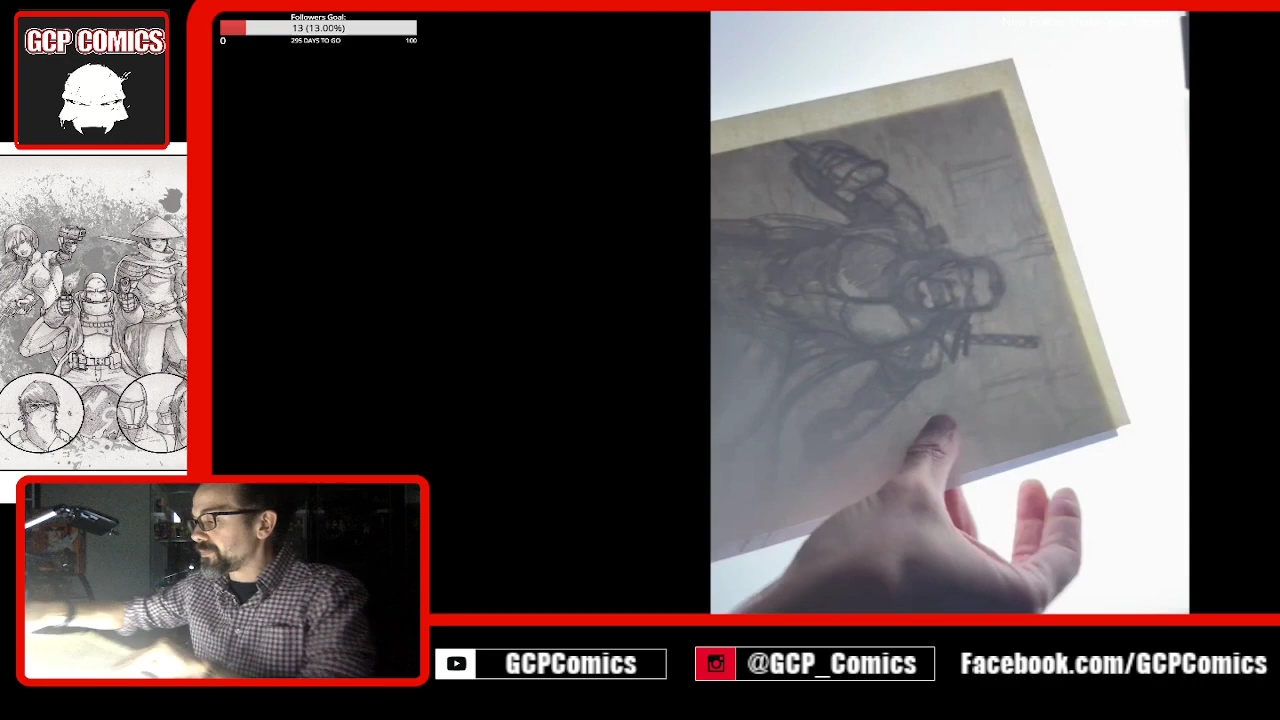 GCP COMICS
Followers Goal:
13 (13.00%)
0
295 DAYS TO GO
100
GCPComics
@GCP_Comics
Facebook.com/GCPComics